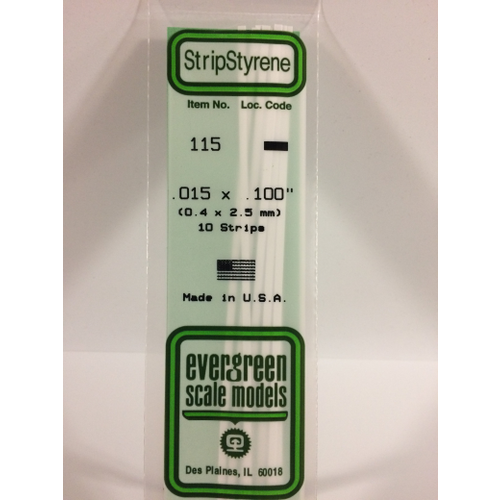 StripStyrene
Item No. Loc. Code
115
.015 x .100"
(0.4 x 2.5 mm)
10 Strips
Made in U.S.A.
evergreen
scale models
Des Plaines, IL 60018